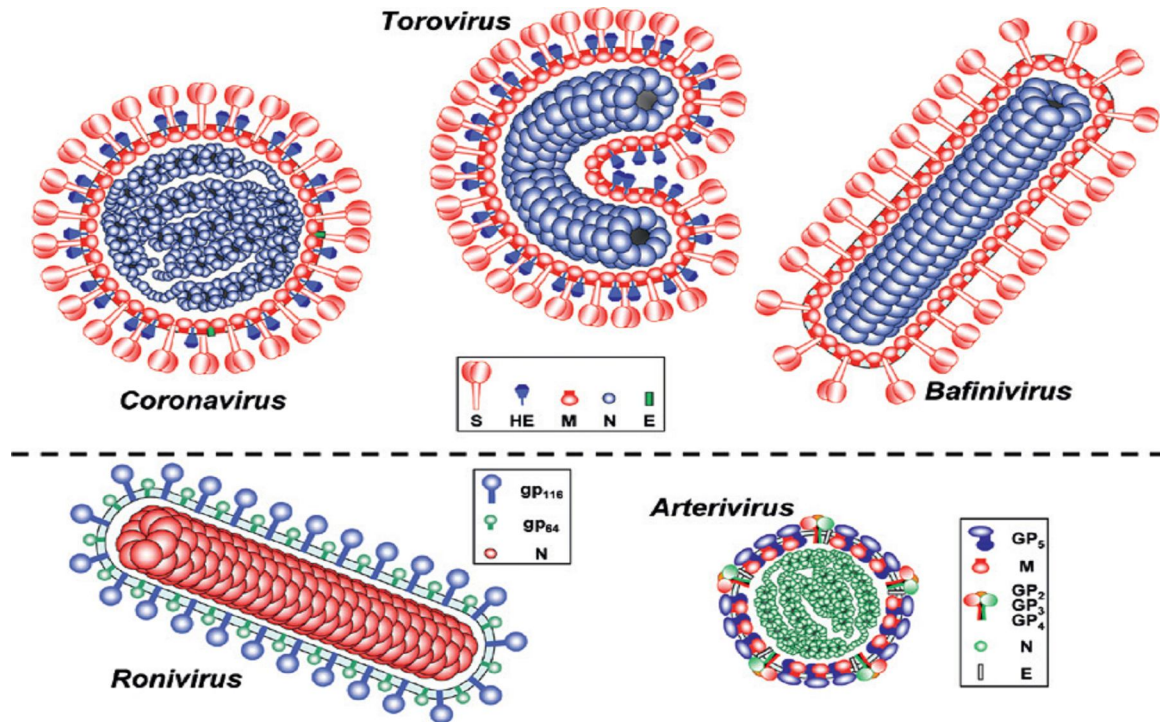 Torovirus
Coronavirus
Bafinivirus
S HE M N E
gp116
gp64
N
Ronivirus
Arterivirus
GP5
M
GP2
GP3
GP4
N
E